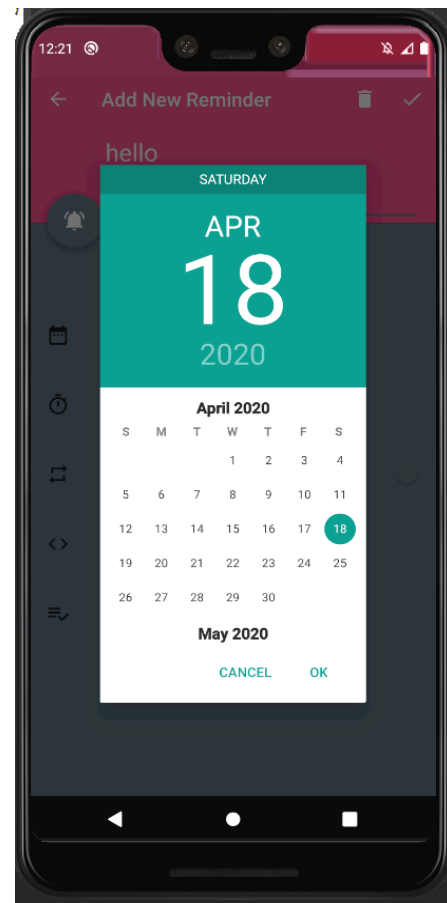 12:21
Add New Reminder
hello
SATURDAY
APR
18
2020
April 2020
S M T W T F S
1 2 3 4
5 6 7 8 9 10 11
12 13 14 15 16 17 18
19 20 21 22 23 24 25
26 27 28 29 30
May 2020
CANCEL OK